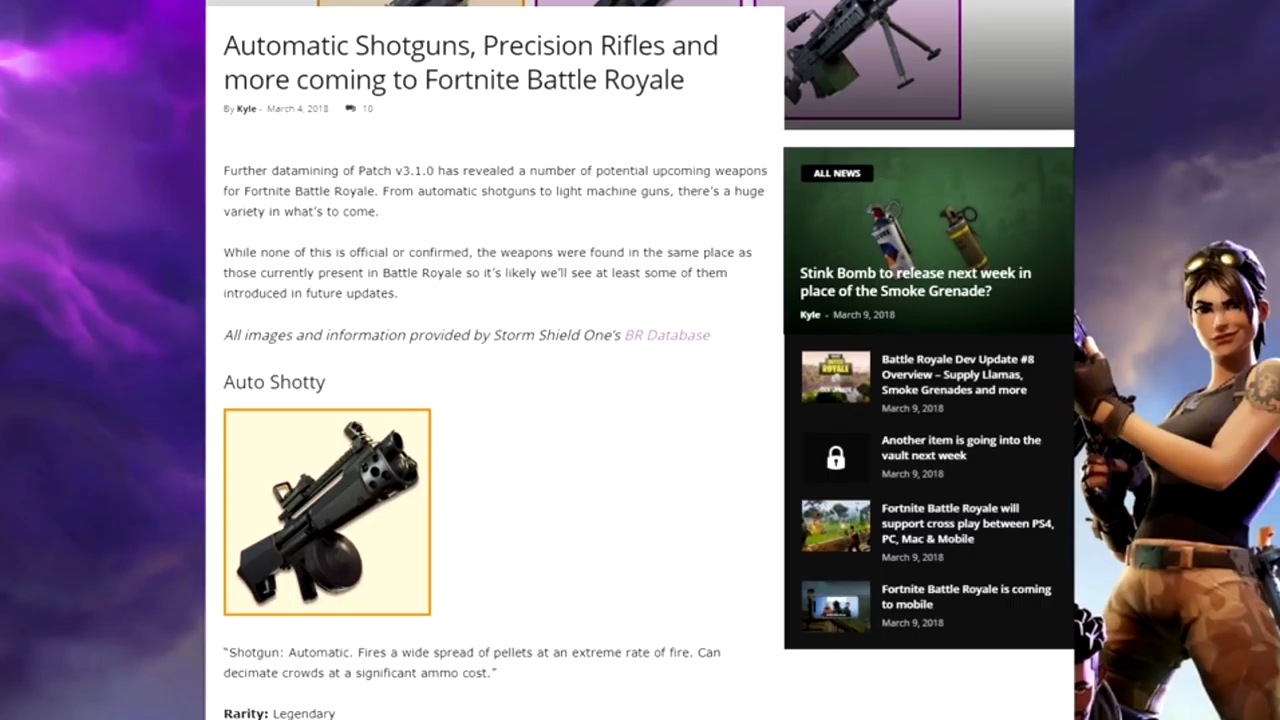 Automatic Shotguns, Precision Rifles and
more coming to Fortnite Battle Royale
By Kyle - March 4, 2018 10
Further datamining of Patch v3.1.0 has revealed a number of potential upcoming weapons
for Fortnite Battle Royale. From automatic shotguns to light machine guns, there's a huge
variety in what's to come.
While none of this is official or confirmed, the weapons were found in the same place as
those currently present in Battle Royale so it's likely we'll see at least some of them
introduced in future updates.
All images and information provided by Storm Shield One's BR Database
Auto Shotty
"Shotgun: Automatic. Fires a wide spread of pellets at an extreme rate of fire. Can
decimate crowds at a significant ammo cost."
Rarity: Legendary
ALL NEWS
Stink Bomb to release next week in
place of the Smoke Grenade?
Kyle - March 9, 2018
Battle Royale Dev Update #8
Overview – Supply Llamas,
Smoke Grenades and more
March 9, 2018
Another item is going into the
vault next week
March 9, 2018
Fortnite Battle Royale will
support cross play between PS4,
PC, Mac & Mobile
March 9, 2018
Fortnite Battle Royale is coming
to mobile
March 9, 2018